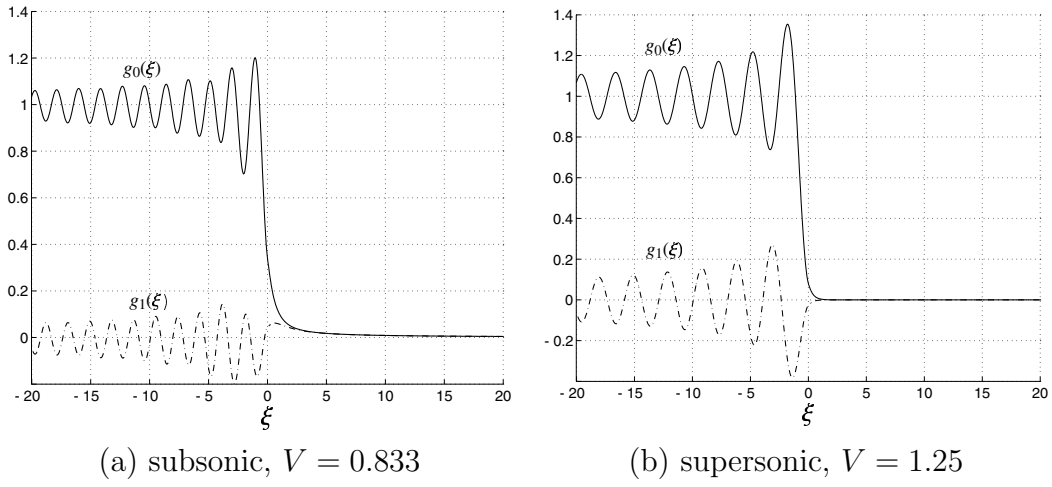 1.4
1.2
1
0.8
0.6
0.4
0.2
0
g0(ξ)
g1(ξ)
- 20 - 15 - 10 - 5 0 5 10 15 20
ξ
(a) subsonic, V = 0.833
1.4
1.2
1
0.8
0.6
0.4
0.2
0
- 0.2
g0(ξ)
g1(ξ)
- 20 - 15 - 10 - 5 0 5 10 15 20
ξ
(b) supersonic, V = 1.25